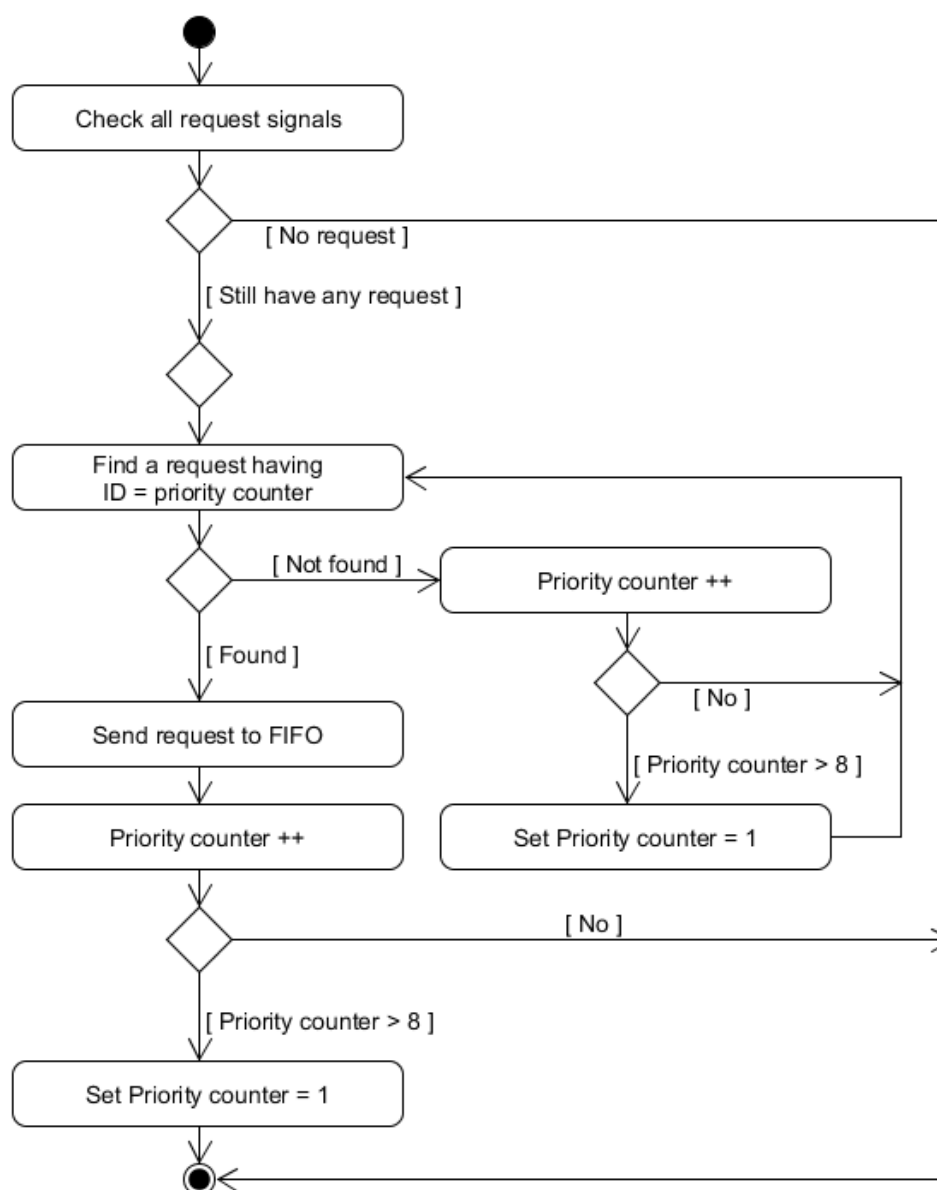 Check all request signals
[ No request ]
[ Still have any request ]
Find a request having
ID = priority counter
[ Not found ]
Priority counter ++
[ Found ]
[ No ]
Send request to FIFO
[ Priority counter > 8 ]
Priority counter ++
Set Priority counter = 1
[ No ]
[ Priority counter > 8 ]
Set Priority counter = 1